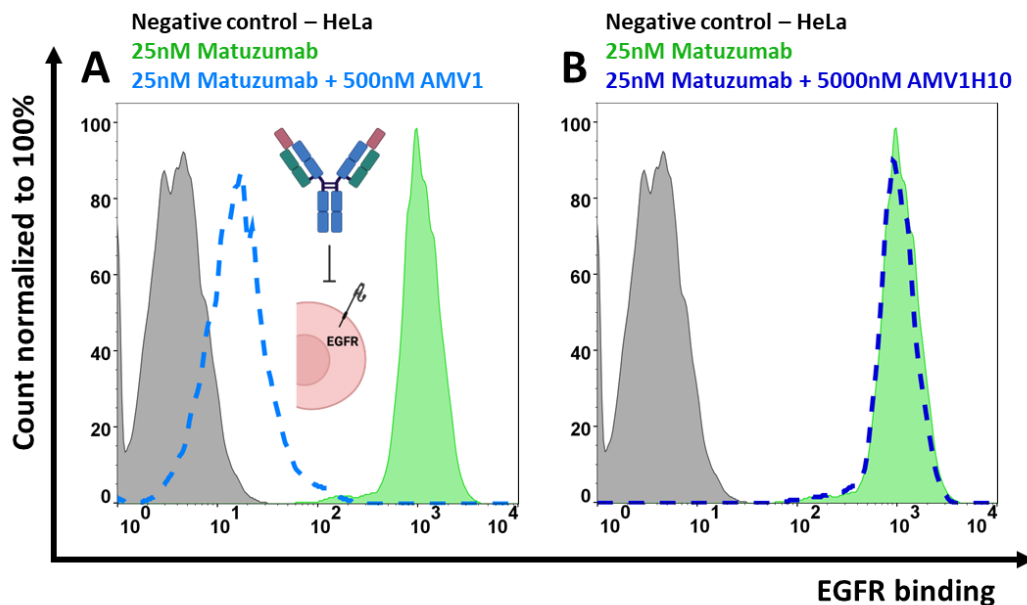 Negative control – HeLa
25nM Matuzumab
25nM Matuzumab + 500nM AMV1
A
Negative control – HeLa
25nM Matuzumab
25nM Matuzumab + 5000nM AMV1H10
B
Count normalized to 100%
100
80
60
40
20
0
EGFR
10^0
10^1
10^2
10^3
10^4
100
80
60
40
20
0
10^0
10^1
10^2
10^3
10^4
EGFR binding